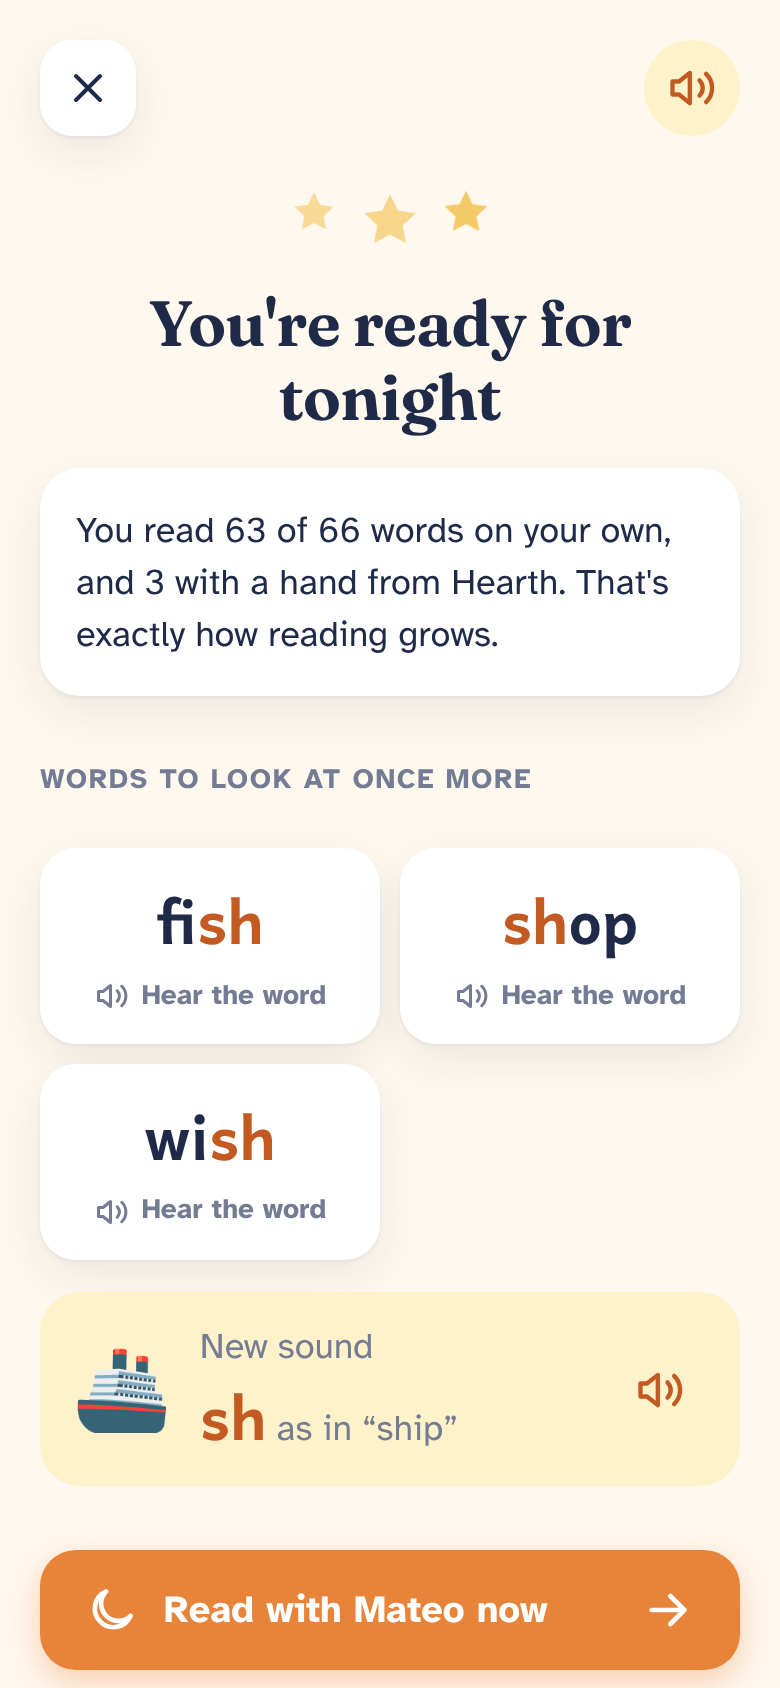 You're ready for
tonight
You read 63 of 66 words on your own,
and 3 with a hand from Hearth. That's
exactly how reading grows.
WORDS TO LOOK AT ONCE MORE
fish
Hear the word
shop
Hear the word
wish
Hear the word
New sound
sh as in “ship”
Read with Mateo now